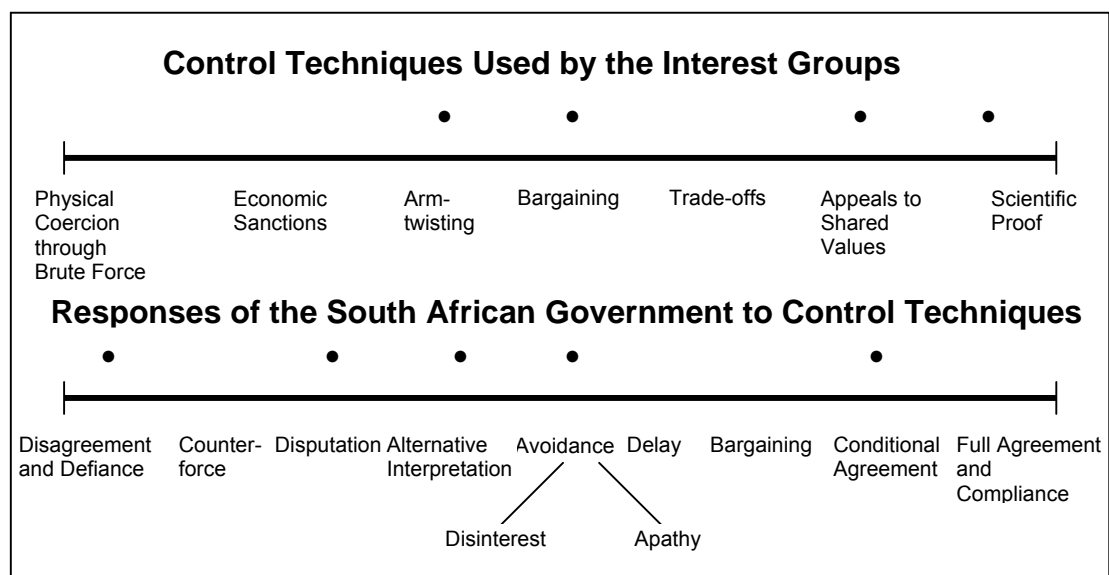 Control Techniques Used by the Interest Groups
Physical
Coercion
through
Brute Force
Economic
Sanctions
Arm-
twisting
Bargaining
Trade-offs
Appeals to
Shared
Values
Scientific
Proof
Responses of the South African Government to Control Techniques
Disagreement
and Defiance
Counter-
force
Disputation
Alternative
Interpretation
Avoidance
Delay
Bargaining
Conditional
Agreement
Full Agreement
and
Compliance
Disinterest
Apathy